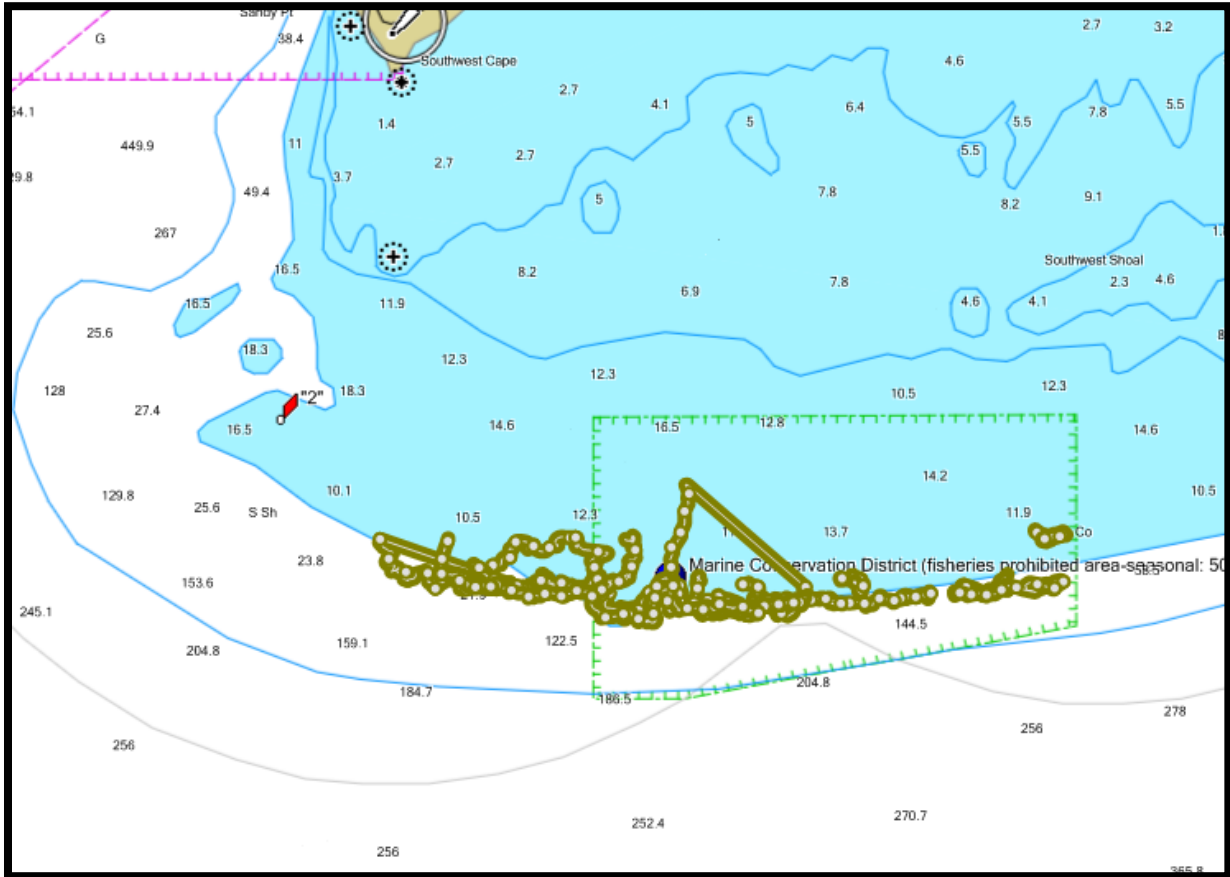 Sandy Pt
2.7 3.2
G 38.4
Southwest Cape 4.6
2.7 4.1 6.4 5.5 7.8 5.5
1.4 5 5.5
449.9 11 2.7 2.7 5.5
3.7
49.4 5 7.8 8.2 9.1
267
Southwest Shoal
16.5 8.2 6.9 7.8 4.6 4.1 2.3 4.6
16.5 11.9
25.6
18.3 12.3 12.3
128 27.4 "2" 18.3 10.5 12.3
16.5 14.6 16.5 12.8 14.6
14.2
129.8 25.6 S Sh 10.1 10.5 12.3 11.9 10.5
13.7 Co
23.8 Marine Conservation District (fisheries prohibited area-seasonal: 50
153.6 58.5
245.1 144.5
204.8 159.1 122.5
184.7 186.5 204.8
256 256 278
252.4 270.7
256
365.8